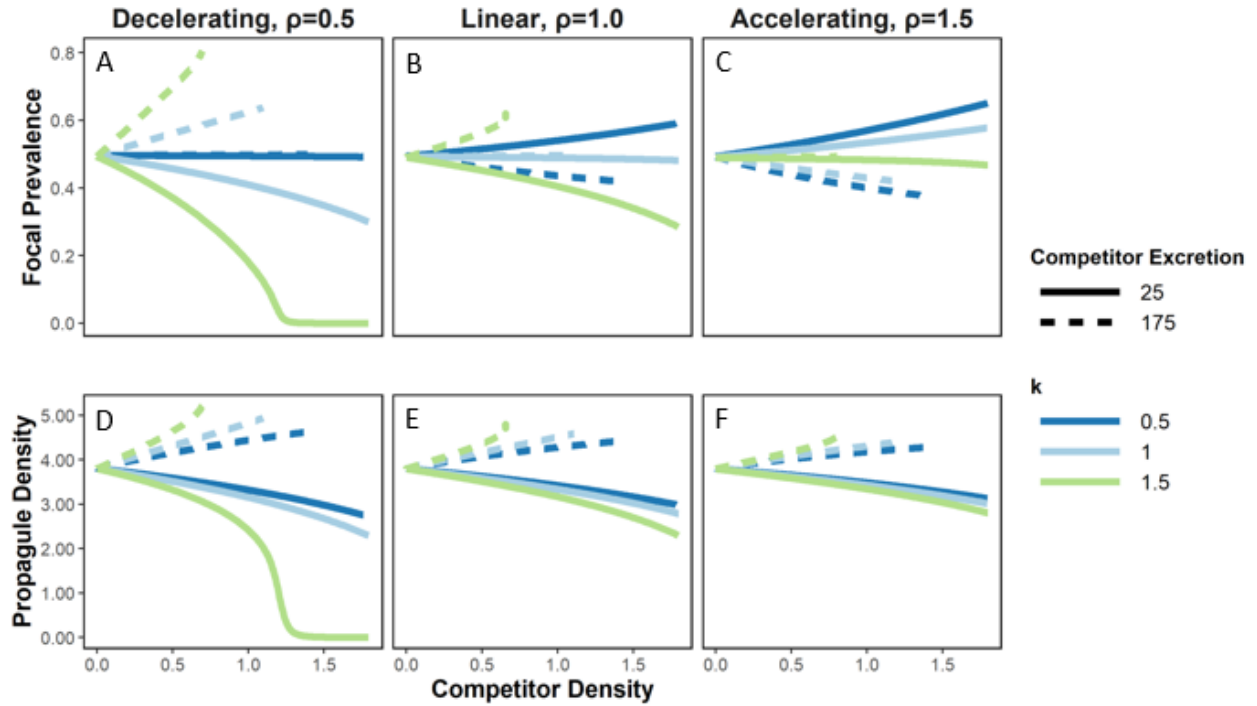 Decelerating, ρ=0.5
Linear, ρ=1.0
Accelerating, ρ=1.5
A
B
C
0.8
0.6
0.4
0.2
0.0
Focal Prevalence
Competitor Excretion
25
175
k
0.5
1
1.5
D
E
F
5.00
4.00
3.00
2.00
1.00
0.00
Propagule Density
0.0 0.5 1.0 1.5
0.0 0.5 1.0 1.5
0.0 0.5 1.0 1.5
Competitor Density